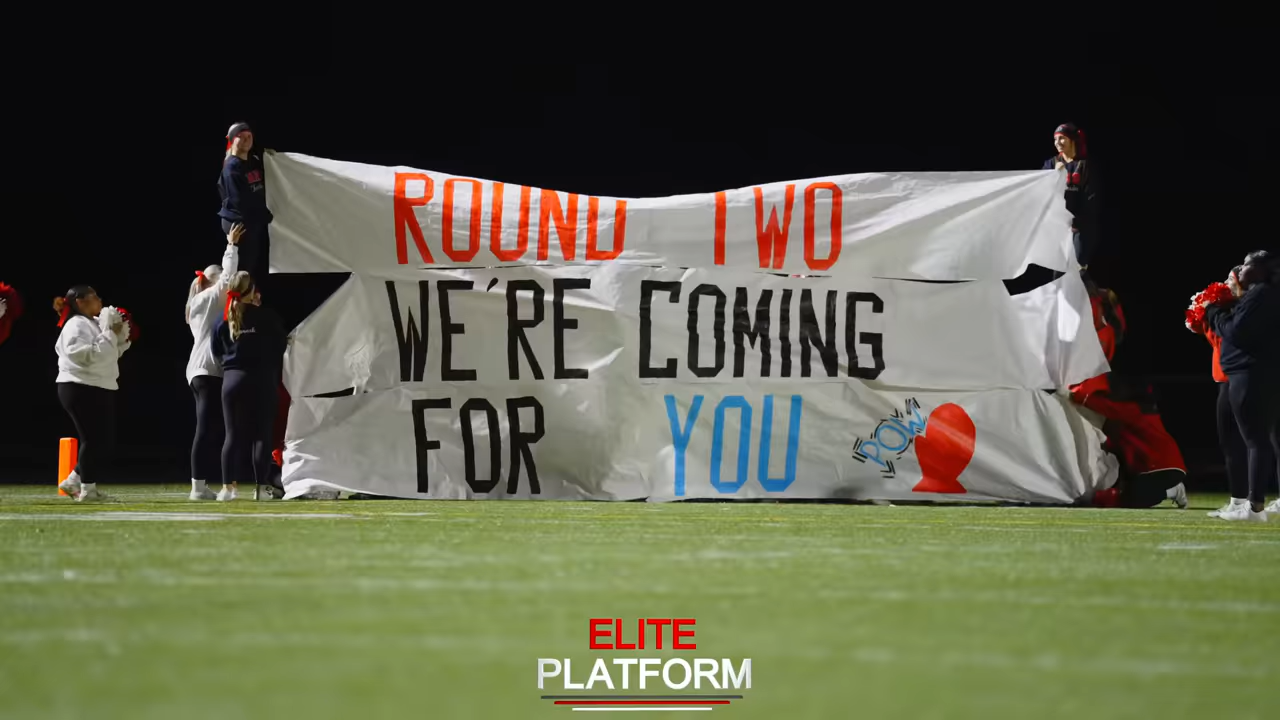 ROUND TWO
WE'RE COMING
FOR YOU
POW
ELITE
PLATFORM